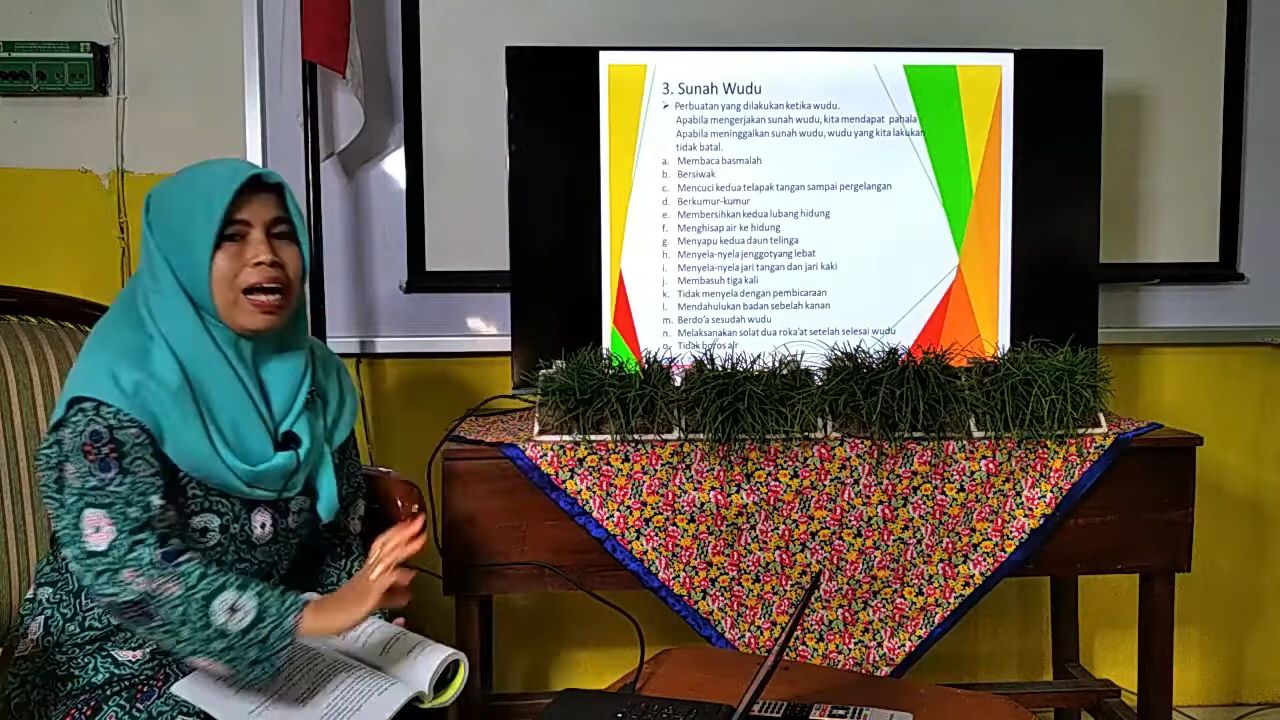 3. Sunah Wudu
➢ Perbuatan yang dilakukan ketika wudu.
Apabila mengerjakan sunah wudu, kita mendapat pahala
Apabila meninggalkan sunah wudu, wudu yang kita lakukan
tidak batal.
a. Membaca basmalah
b. Bersiwak
c. Mencuci kedua telapak tangan sampai pergelangan
d. Berkumur-kumur
e. Membersihkan kedua lubang hidung
f. Menghisap air ke hidung
g. Menyapu kedua daun telinga
h. Menyela-nyela jenggotyang lebat
i. Menyela-nyela jari tangan dan jari kaki
j. Membasuh tiga kali
k. Tidak menyela dengan pembicaraan
l. Mendahulukan badan sebelah kanan
m. Berdo'a sesudah wudu
n. Melaksanakan solat dua roka'at setelah selesai wudu
o. Tidak boros air